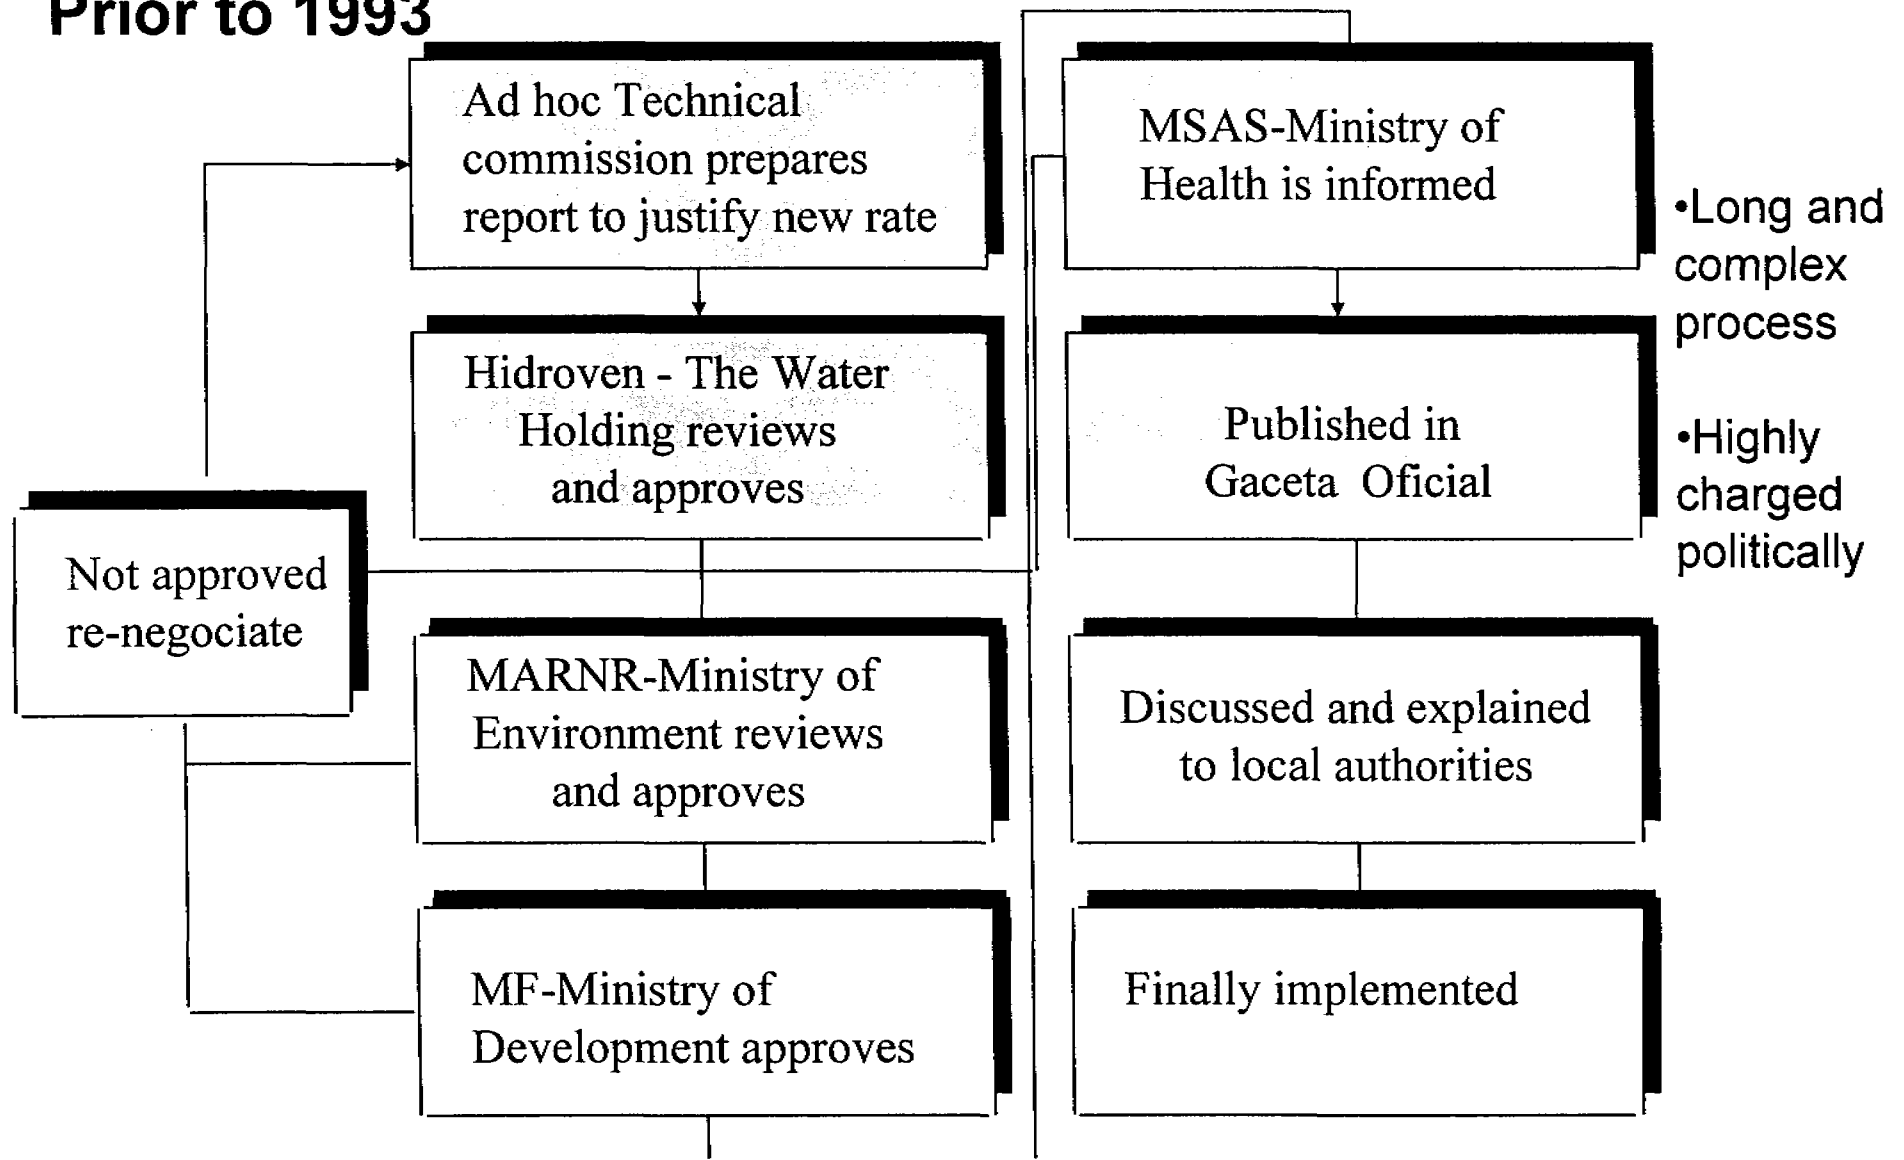 Prior to 1993
Ad hoc Technical
commission prepares
report to justify new rate
Hidroven - The Water
Holding reviews
and approves
Not approved
re-negociate
MARNR-Ministry of
Environment reviews
and approves
MF-Ministry of
Development approves
MSAS-Ministry of
Health is informed
Published in
Gaceta Oficial
Discussed and explained
to local authorities
Finally implemented
•Long and
complex
process
•Highly
charged
politically